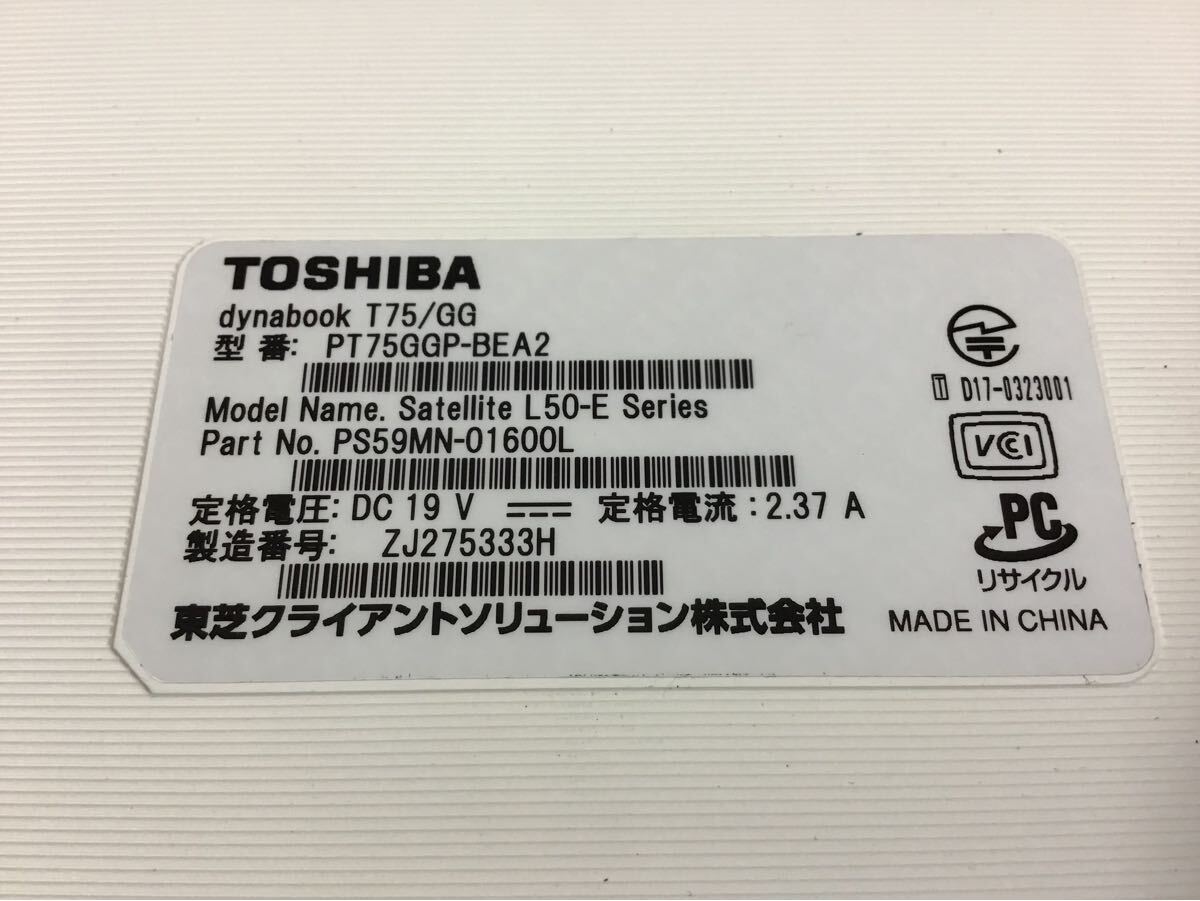 TOSHIBA
dynabook T75/GG
型 番: PT75GGP-BEA2
Model Name. Satellite L50-E Series
Part No. PS59MN-01600L
定格電圧: DC 19 V 定格電流 : 2.37 A
製造番号: ZJ275333H
東芝クライアントソリューション株式会社
T D17-0323001
VCCI
PC
リサイクル
MADE IN CHINA